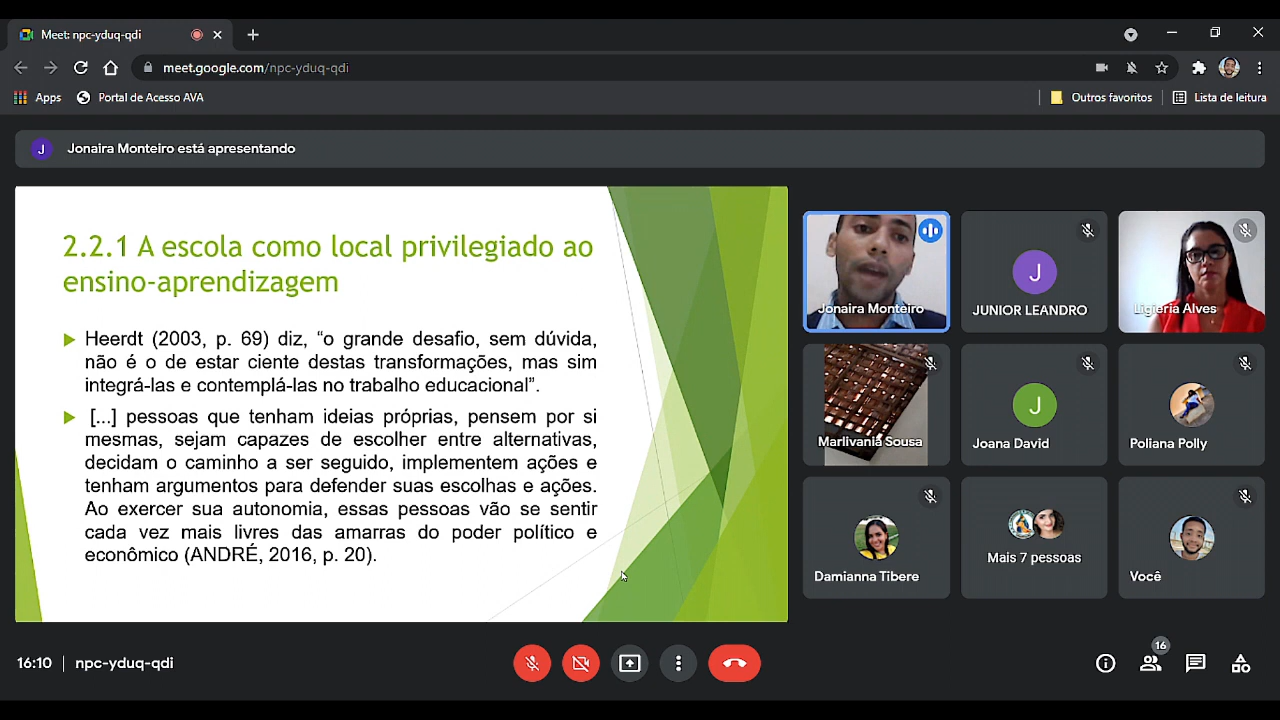 Meet: npc-yduq-qdi
meet.google.com/npc-yduq-qdi
Apps
Portal de Acesso AVA
Outros favoritos
Lista de leitura
J
Jonaira Monteiro está apresentando
2.2.1 A escola como local privilegiado ao
ensino-aprendizagem
Heerdt (2003, p. 69) diz, “o grande desafio, sem dúvida,
não é o de estar ciente destas transformações, mas sim
integrá-las e contemplá-las no trabalho educacional”.
[...] pessoas que tenham ideias próprias, pensem por si
mesmas, sejam capazes de escolher entre alternativas,
decidam o caminho a ser seguido, implementem ações e
tenham argumentos para defender suas escolhas e ações.
Ao exercer sua autonomia, essas pessoas vão se sentir
cada vez mais livres das amarras do poder político e
econômico (ANDRÉ, 2016, p. 20).
Jonaira Monteiro
J
JUNIOR LEANDRO
Ligieria Alves
Marlivania Sousa
J
Joana David
Poliana Polly
Damianna Tibere
Mais 7 pessoas
Você
16:10
npc-yduq-qdi
16